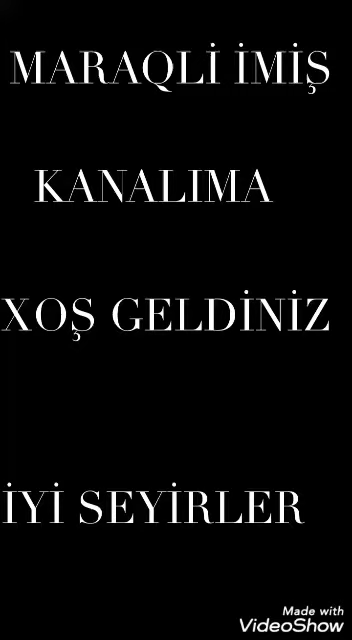 MARAQLİ İMİŞ
KANALIMA
XOŞ GELDİNİZ
İYİ SEYİRLER
Made with
VideoShow